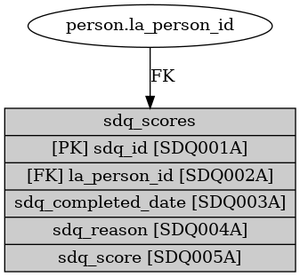 person.la_person_id
FK
sdq_scores
[PK] sdq_id [SDQ001A]
[FK] la_person_id [SDQ002A]
sdq_completed_date [SDQ003A]
sdq_reason [SDQ004A]
sdq_score [SDQ005A]